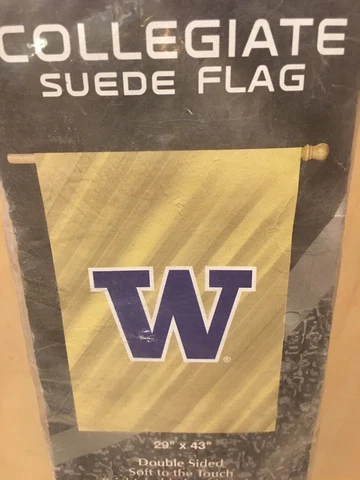 COLLEGIATE
SUEDE FLAG
W
®
29" x 43"
Double Sided
Soft to the Touch